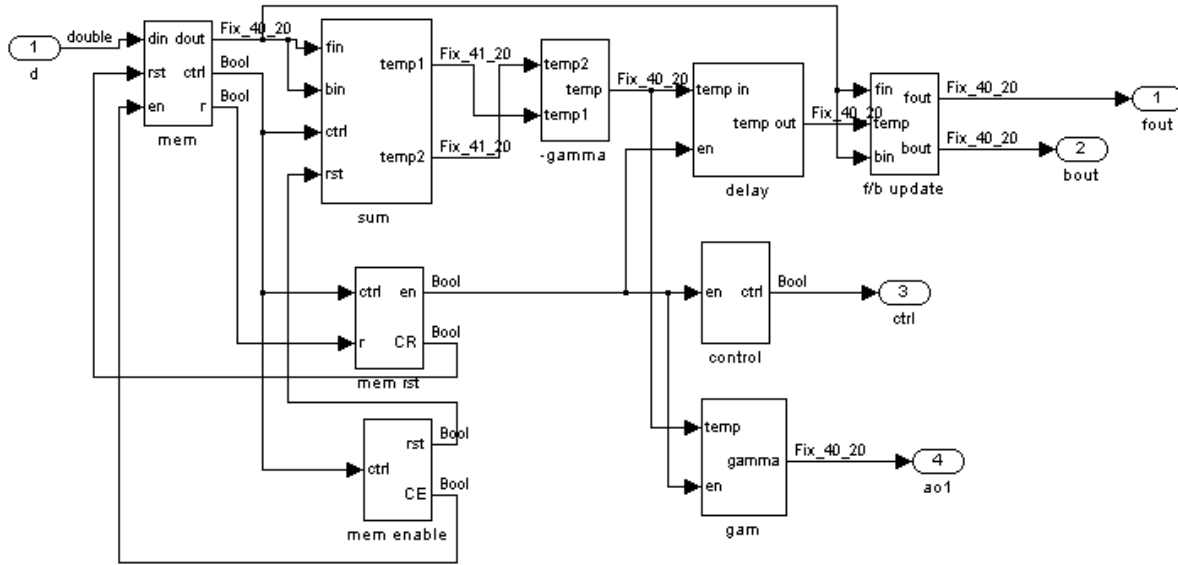 1
d
double
din dout
rst ctrl
en r
mem
Fix_40_20
Bool
Bool
fin
bin
ctrl
rst
temp1
temp2
sum
Fix_41_20
Fix_41_20
temp2
temp
temp1
-gamma
Fix_40_20
temp in
temp out
en
delay
Fix_40_20
fin
fout
temp
bout
bin
f/b update
Fix_40_20
Fix_40_20
1
fout
2
bout
ctrl en
r CR
mem rst
Bool
Bool
en ctrl
control
Bool
3
ctrl
rst
ctrl
CE
mem enable
Bool
Bool
temp
gamma
en
gam
Fix_40_20
4
ao1